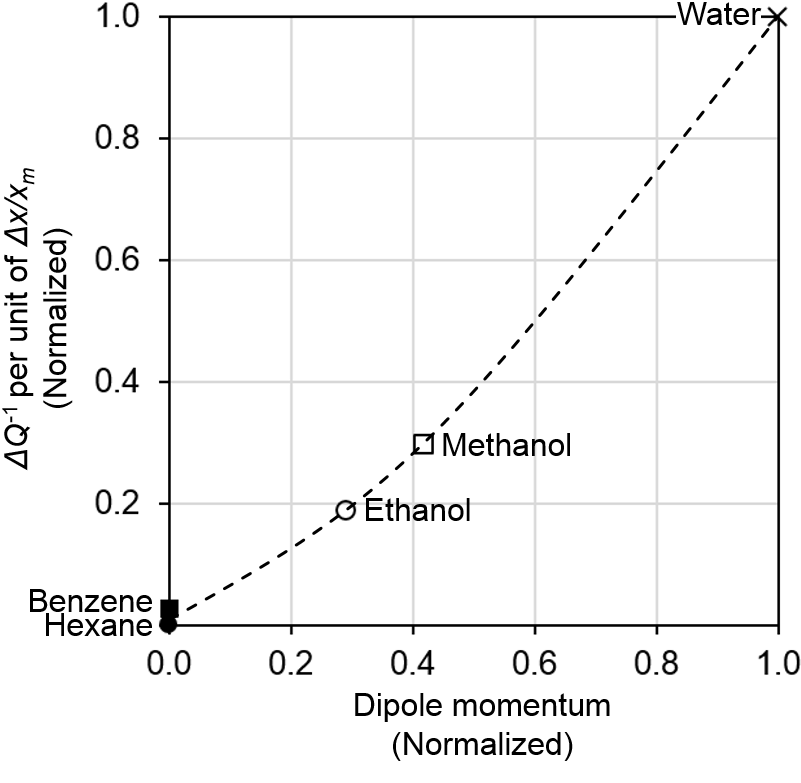 1.0
Water
0.8
0.6
0.4
0.2
ΔQ-1 per unit of Δx/xm
(Normalized)
Methanol
Ethanol
Benzene
Hexane
0.0 0.2 0.4 0.6 0.8 1.0
Dipole momentum
(Normalized)